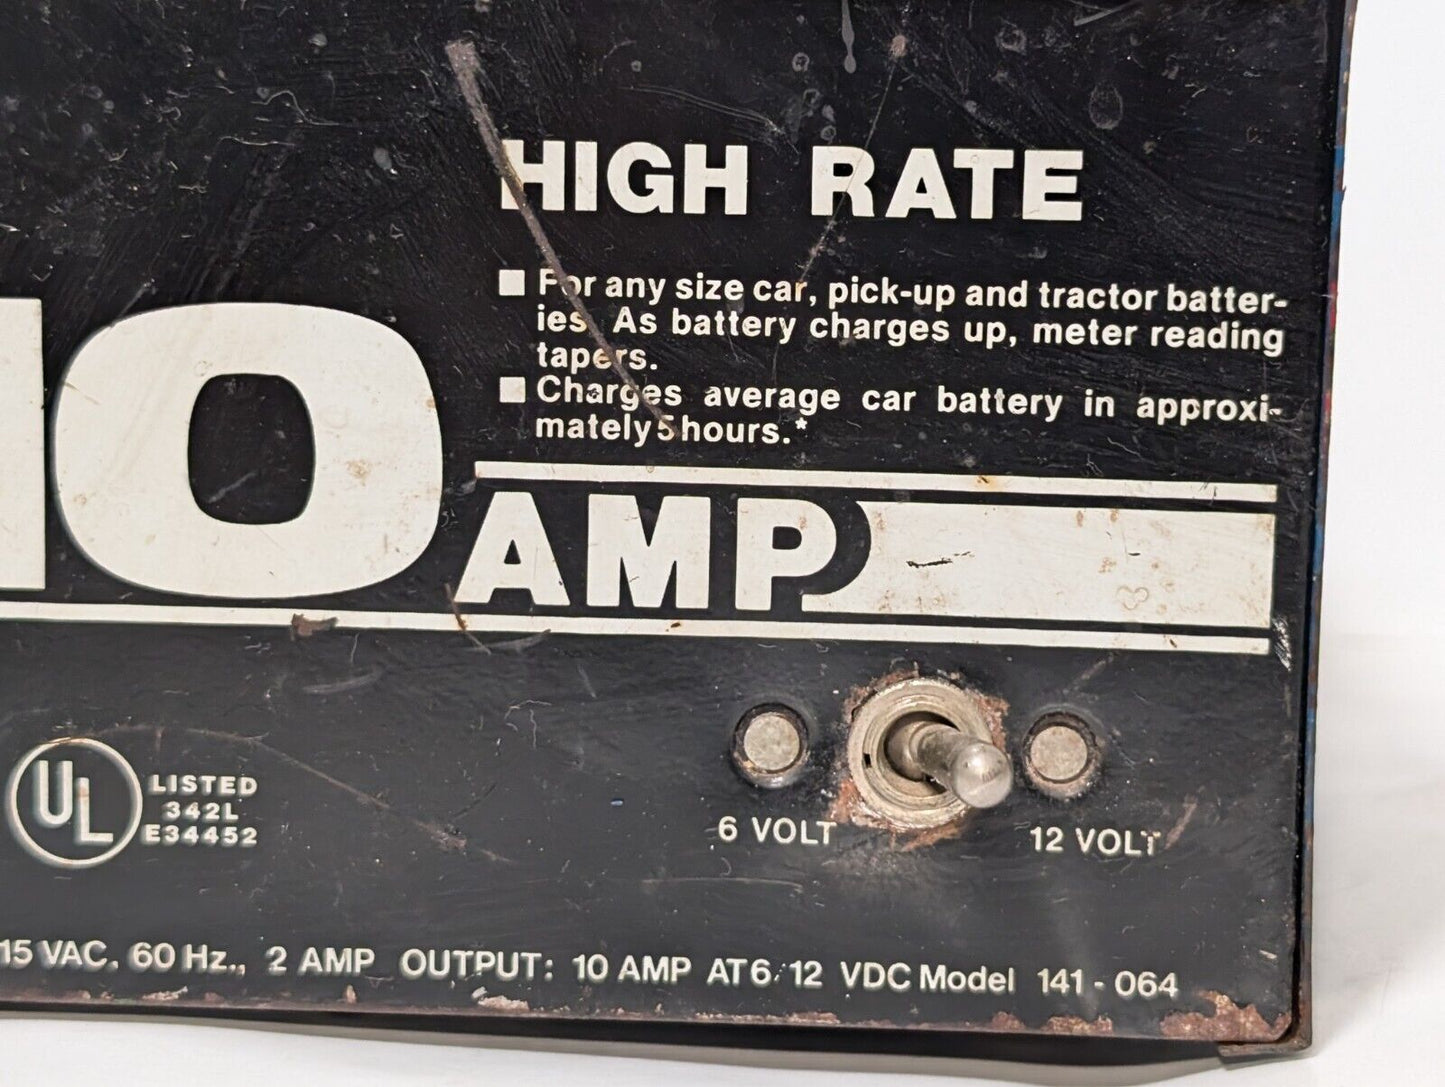 HIGH RATE
For any size car, pick-up and tractor batter-
ies. As battery charges up, meter reading
tapers.
Charges average car battery in approxi-
mately 5 hours.*
10 AMP
UL
LISTED
342L
E34452
6 VOLT
12 VOLT
15 VAC. 60 Hz., 2 AMP OUTPUT: 10 AMP AT 6/12 VDC Model 141-064